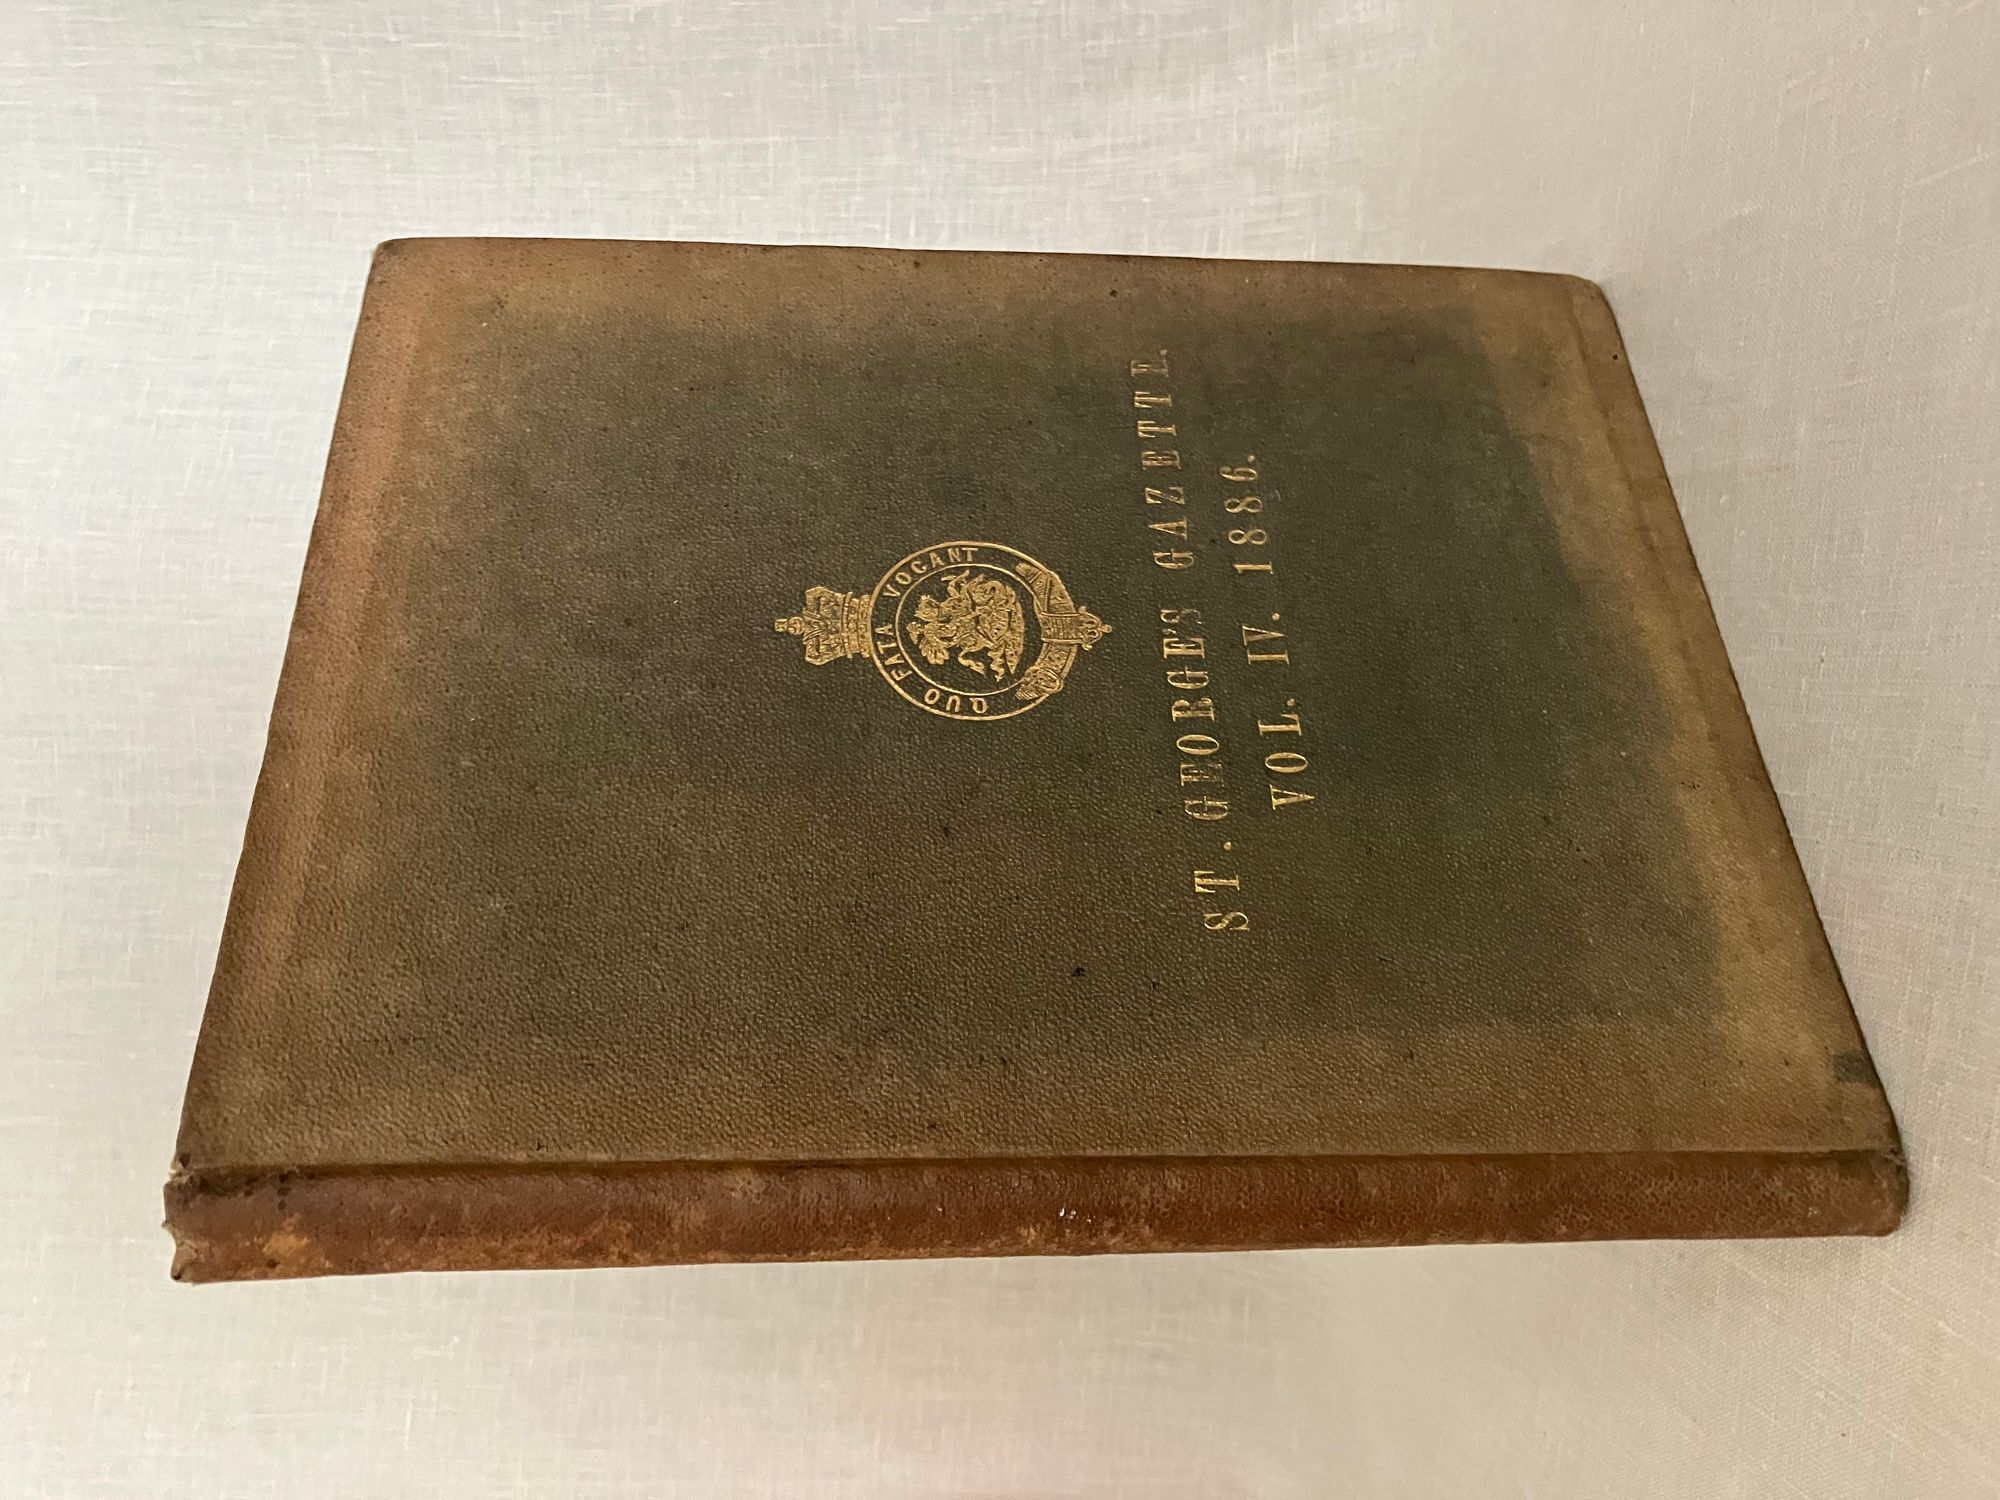 QUO FATA VOCANT
ST. GEORGE'S GAZETTE.
VOL. IV. 1886.